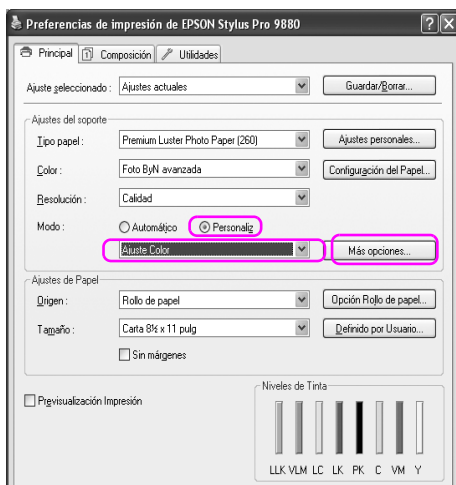 Preferencias de impresión de EPSON Stylus Pro 9880
Principal Composición Utilidades
Ajuste seleccionado : Ajustes actuales Guardar/Borrar...
Ajustes del soporte
Tipo papel : Premium Luster Photo Paper (260) Ajustes personales...
Color : Foto ByN avanzada Configuración del Papel...
Resolución : Calidad
Modo : Automático Personaliz
Ajuste Color Más opciones...
Ajustes de Papel
Origen : Rollo de papel Opción Rollo de papel...
Tamaño : Carta 8½ x 11 pulg Definido por Usuario...
Sin márgenes
Previsualización Impresión
Niveles de Tinta
LLK VLM LC LK PK C VM Y